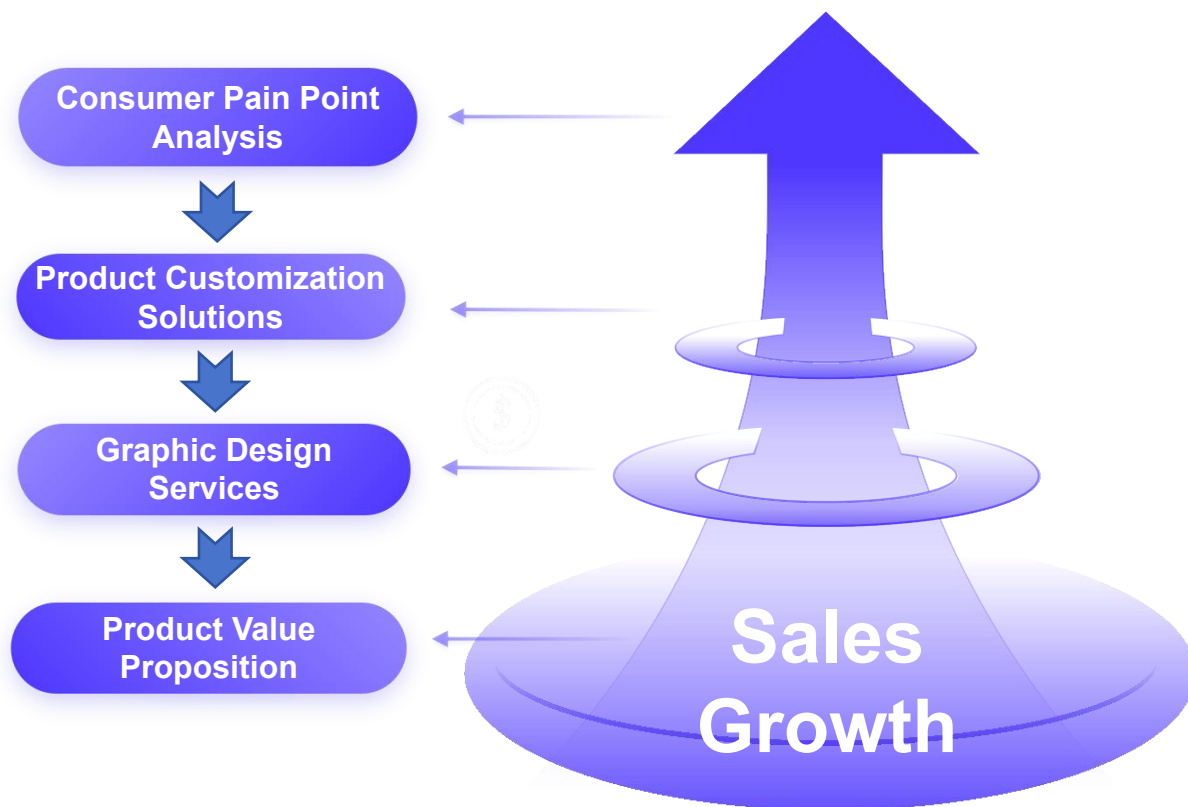 Consumer Pain Point
Analysis
Product Customization
Solutions
Graphic Design
Services
Product Value
Proposition
$
Sales
Growth